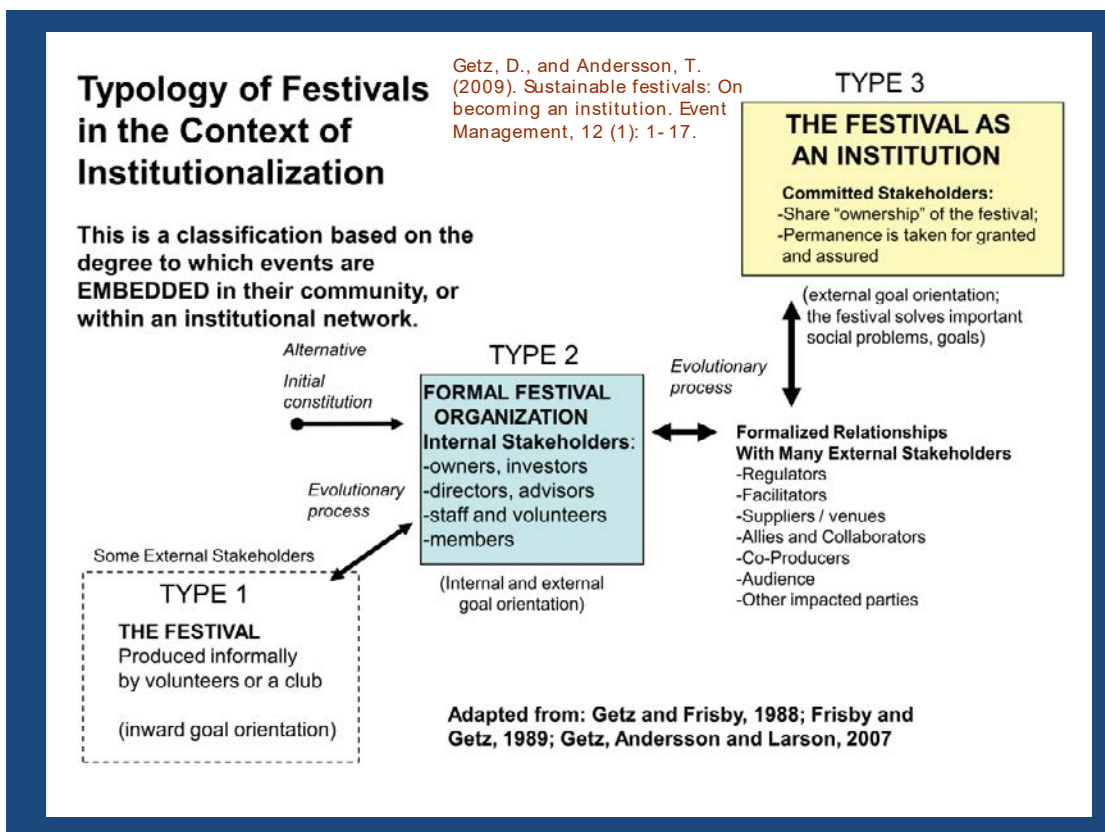 Typology of Festivals
in the Context of
Institutionalization
Getz, D., and Andersson, T.
(2009). Sustainable festivals: On
becoming an institution. Event
Management, 12 (1): 1- 17.
This is a classification based on the
degree to which events are
EMBEDDED in their community, or
within an institutional network.
TYPE 3
THE FESTIVAL AS
AN INSTITUTION
Committed Stakeholders:
-Share “ownership” of the festival;
-Permanence is taken for granted
and assured
(external goal orientation;
the festival solves important
social problems, goals)
Evolutionary
process
Alternative
Initial
constitution
TYPE 2
FORMAL FESTIVAL
ORGANIZATION
Internal Stakeholders:
-owners, investors
-directors, advisors
-staff and volunteers
-members
(Internal and external
goal orientation)
Formalized Relationships
With Many External Stakeholders
-Regulators
-Facilitators
-Suppliers / venues
-Allies and Collaborators
-Co-Producers
-Audience
-Other impacted parties
Evolutionary
process
Some External Stakeholders
TYPE 1
THE FESTIVAL
Produced informally
by volunteers or a club
(inward goal orientation)
Adapted from: Getz and Frisby, 1988; Frisby and
Getz, 1989; Getz, Andersson and Larson, 2007